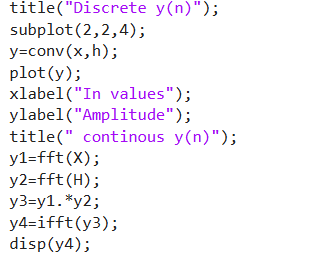 title("Discrete y(n)");
subplot(2,2,4);
y=conv(x,h);
plot(y);
xlabel("In values");
ylabel("Amplitude");
title(" continous y(n)");
y1=fft(X);
y2=fft(H);
y3=y1.*y2;
y4=ifft(y3);
disp(y4);